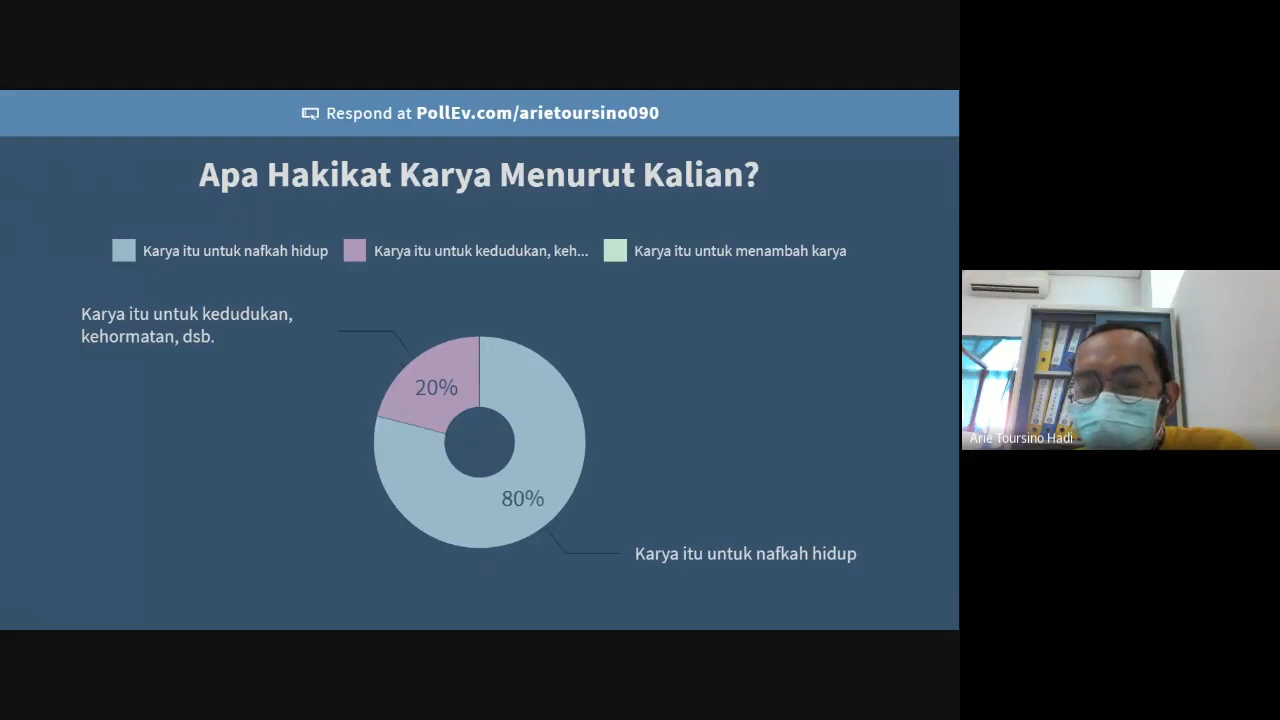 Respond at PollEv.com/arietoursino090
Apa Hakikat Karya Menurut Kalian?
Karya itu untuk nafkah hidup
Karya itu untuk kedudukan, keh...
Karya itu untuk menambah karya
Karya itu untuk kedudukan,
kehormatan, dsb.
20%
80%
Karya itu untuk nafkah hidup
Arie Toursino Hadi